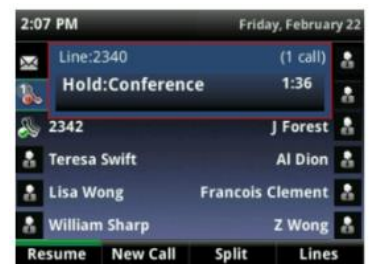 2:07 PM Friday, February 22
Line:2340 (1 call)
Hold:Conference 1:36
2342 J Forest
Teresa Swift Al Dion
Lisa Wong Francois Clement
William Sharp Z Wong
Resume New Call Split Lines